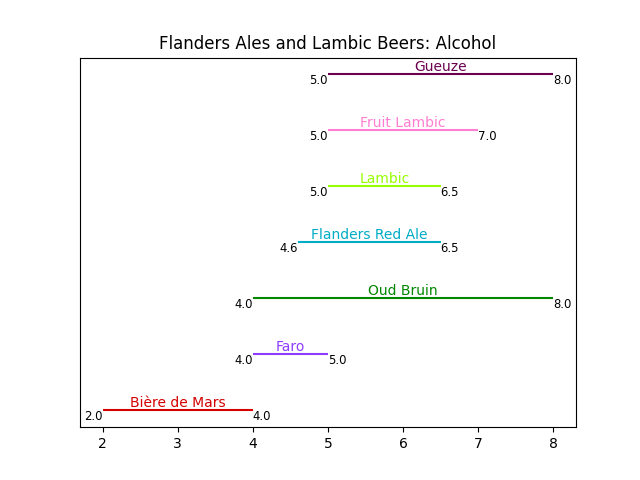 Flanders Ales and Lambic Beers: Alcohol
Gueuze
5.0 8.0
Fruit Lambic
5.0 7.0
Lambic
5.0 6.5
Flanders Red Ale
4.6 6.5
Oud Bruin
4.0 8.0
Faro
4.0 5.0
Bière de Mars
2.0 4.0
2 3 4 5 6 7 8